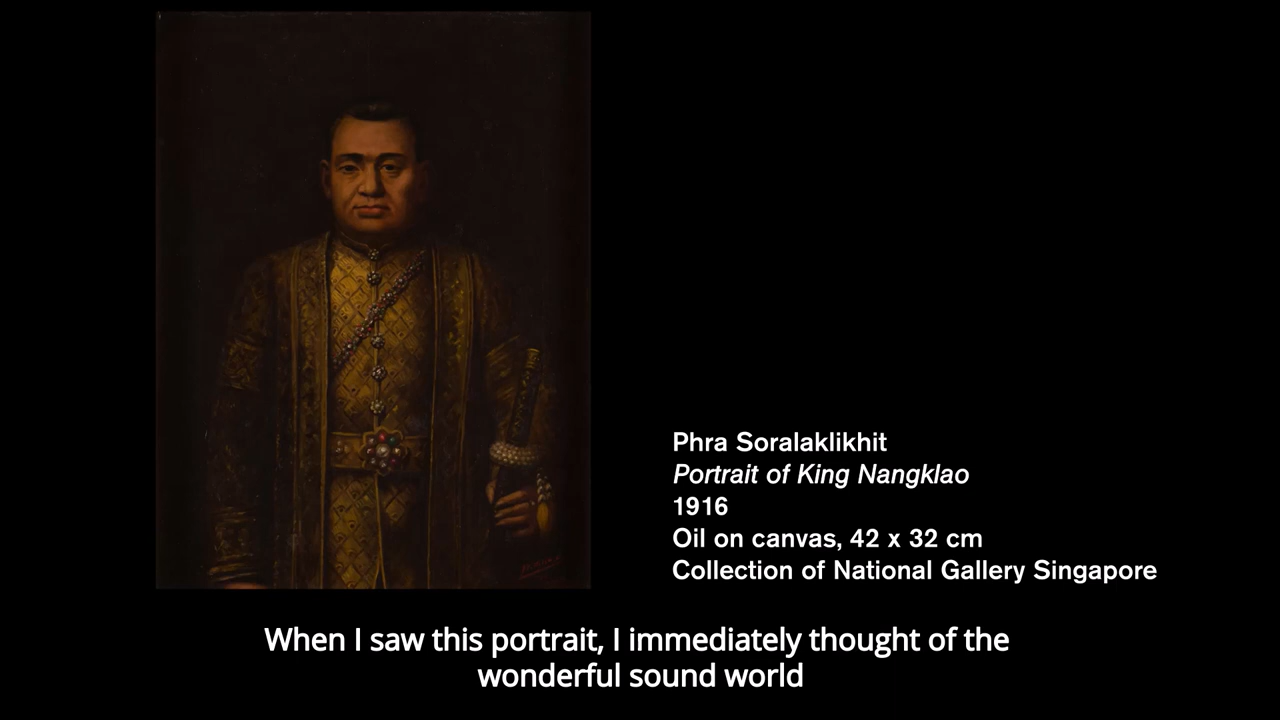 Phra Soralaklikhit
Portrait of King Nangklao
1916
Oil on canvas, 42 x 32 cm
Collection of National Gallery Singapore
When I saw this portrait, I immediately thought of the
wonderful sound world